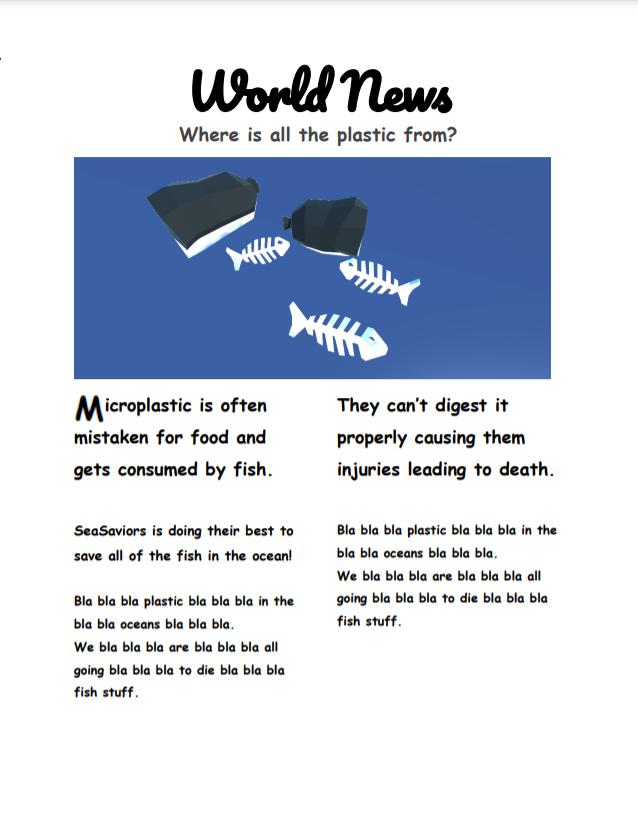 World News
Where is all the plastic from?
Microplastic is often
mistaken for food and
gets consumed by fish.
SeaSaviors is doing their best to
save all of the fish in the ocean!
Bla bla bla plastic bla bla bla in the
bla bla oceans bla bla bla.
We bla bla bla are bla bla bla all
going bla bla bla to die bla bla bla
fish stuff.
They can't digest it
properly causing them
injuries leading to death.
Bla bla bla plastic bla bla bla in the
bla bla oceans bla bla bla.
We bla bla bla are bla bla bla all
going bla bla bla to die bla bla bla
fish stuff.